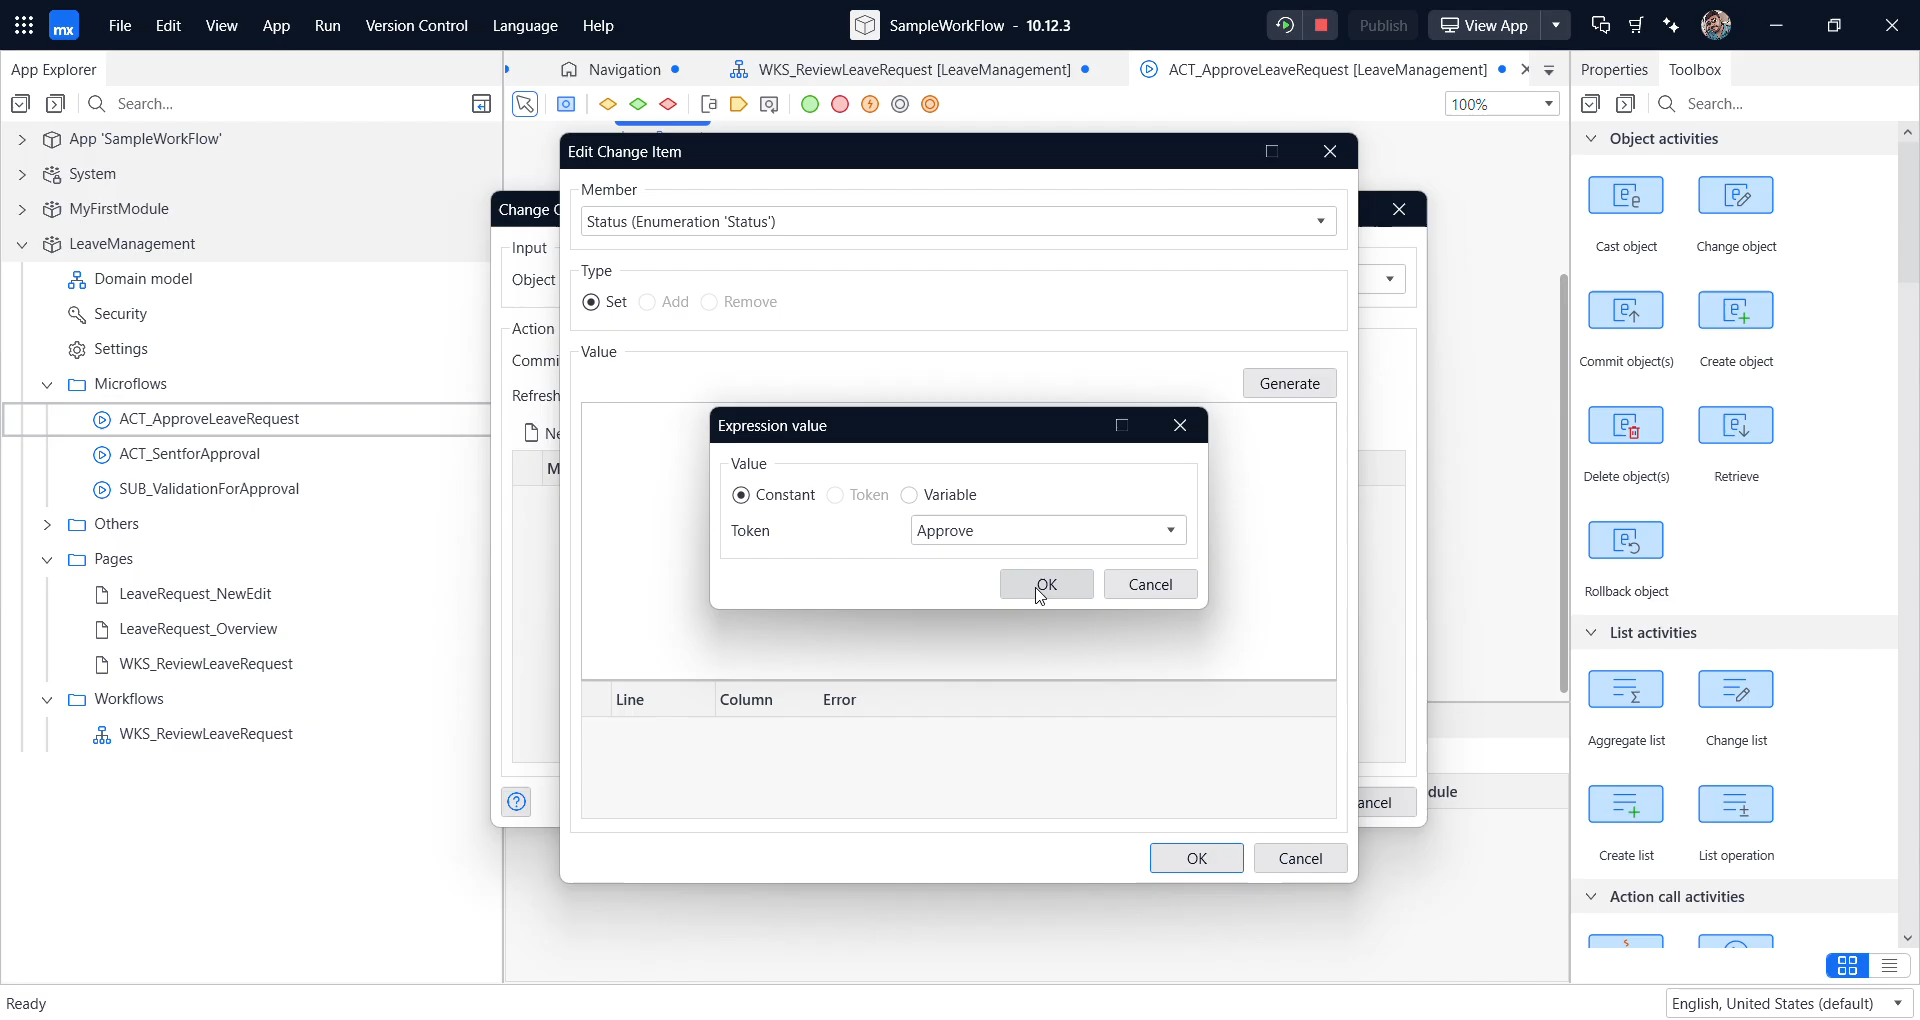 mx File Edit View App Run Version Control Language Help SampleWorkFlow - 10.12.3 Publish View App
App Explorer Navigation WKS_ReviewLeaveRequest [LeaveManagement] ACT_ApproveLeaveRequest [LeaveManagement] Properties Toolbox
Search... 100% Search...
App 'SampleWorkFlow'
System
MyFirstModule
LeaveManagement
Domain model
Security
Settings
Microflows
ACT_ApproveLeaveRequest
ACT_SentforApproval
SUB_ValidationForApproval
Others
Pages
LeaveRequest_NewEdit
LeaveRequest_Overview
WKS_ReviewLeaveRequest
Workflows
WKS_ReviewLeaveRequest
Change O
Input
Object
Action
Commi
Refresh
Ne
M
ancel
dule
Edit Change Item
Member
Status (Enumeration 'Status')
Type
Set Add Remove
Value
Generate
Expression value
Value
Constant Token Variable
Token Approve
OK Cancel
Line Column Error
OK Cancel
Object activities
Cast object Change object
Commit object(s) Create object
Delete object(s) Retrieve
Rollback object
List activities
Aggregate list Change list
Create list List operation
Action call activities
Ready English, United States (default)